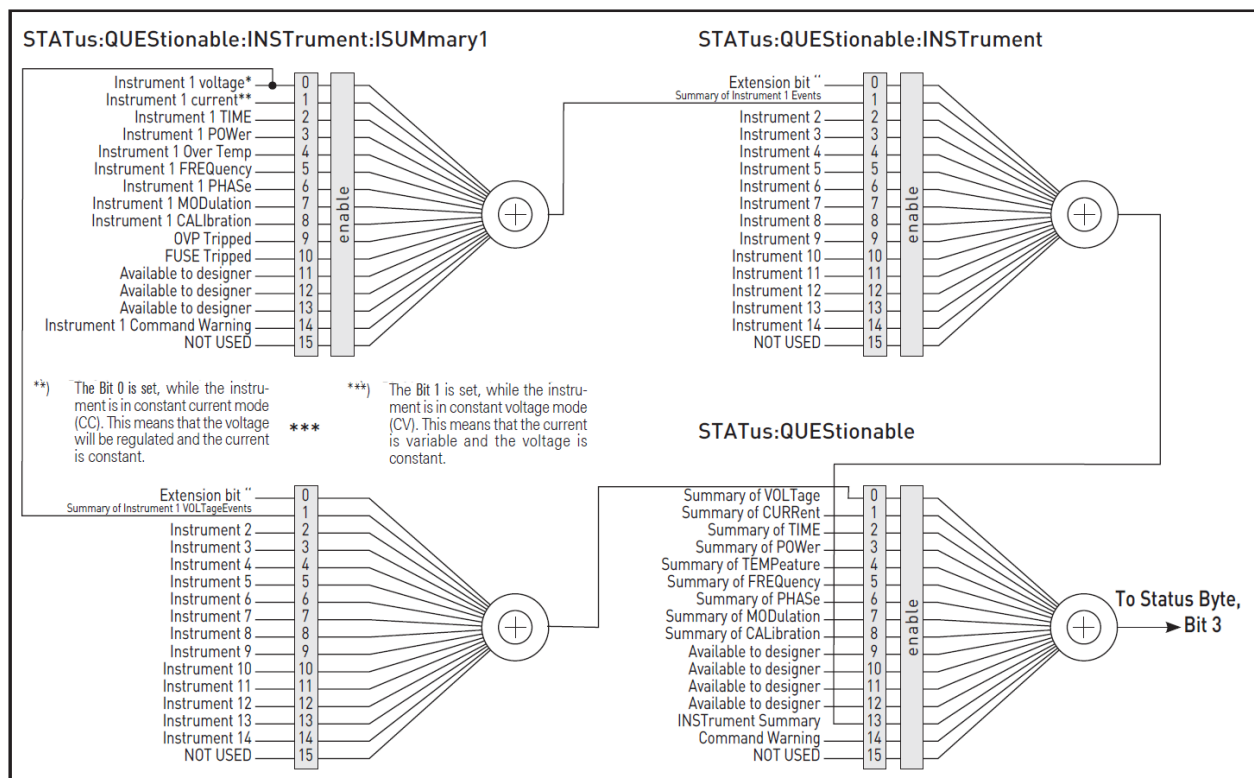 STATus:QUEStionable:INSTrument:ISUMmary1
Instrument 1 voltage* 0
Instrument 1 current** 1
Instrument 1 TIME 2
Instrument 1 POWer 3
Instrument 1 Over Temp 4
Instrument 1 FREQuency 5
Instrument 1 PHASe 6
Instrument 1 MODulation 7
Instrument 1 CALIbration 8
OVP Tripped 9
FUSE Tripped 10
Available to designer 11
Available to designer 12
Available to designer 13
Instrument 1 Command Warning 14
NOT USED 15
enable
STATus:QUEStionable:INSTrument
Extension bit " 0
Summary of Instrument 1 Events 1
Instrument 2 2
Instrument 3 3
Instrument 4 4
Instrument 5 5
Instrument 6 6
Instrument 7 7
Instrument 8 8
Instrument 9 9
Instrument 10 10
Instrument 11 11
Instrument 12 12
Instrument 13 13
Instrument 14 14
NOT USED 15
enable
**) The Bit 0 is set, while the instru-
ment is in constant current mode
(CC). This means that the voltage
will be regulated and the current
is constant.
***
***) The Bit 1 is set, while the instru-
ment is in constant voltage mode
(CV). This means that the current
is variable and the voltage is
constant.
Extension bit " 0
Summary of Instrument 1 VOLTageEvents 1
Instrument 2 2
Instrument 3 3
Instrument 4 4
Instrument 5 5
Instrument 6 6
Instrument 7 7
Instrument 8 8
Instrument 9 9
Instrument 10 10
Instrument 11 11
Instrument 12 12
Instrument 13 13
Instrument 14 14
NOT USED 15
STATus:QUEStionable
Summary of VOLTage 0
Summary of CURRent 1
Summary of TIME 2
Summary of POWer 3
Summary of TEMPeature 4
Summary of FREQuency 5
Summary of PHASe 6
Summary of MODulation 7
Summary of CALibration 8
Available to designer 9
Available to designer 10
Available to designer 11
Available to designer 12
INSTrument Summary 13
Command Warning 14
NOT USED 15
enable
To Status Byte,
Bit 3